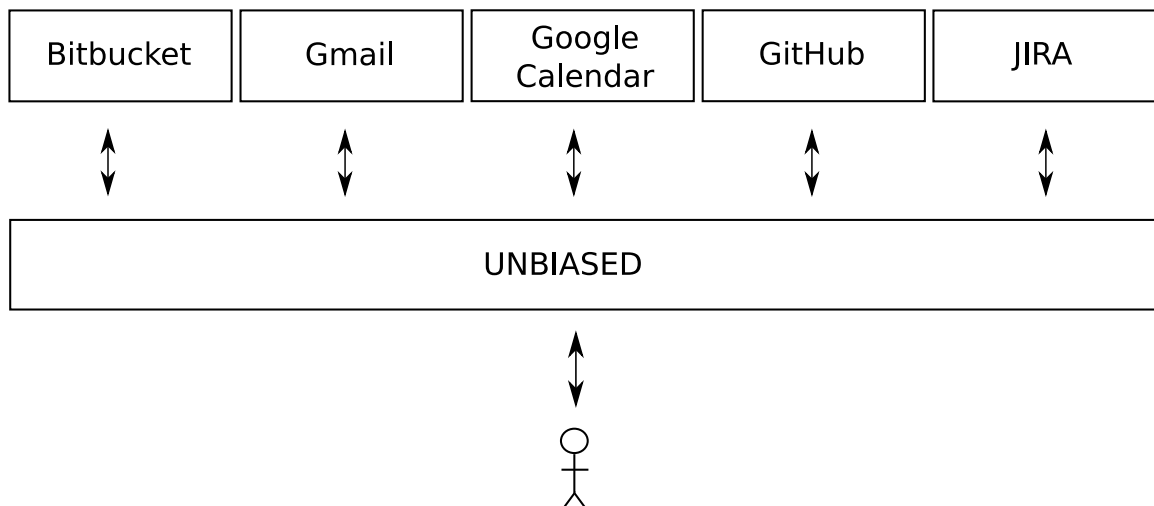 Bitbucket
Gmail
Google
Calendar
GitHub
JIRA
UNBIASED